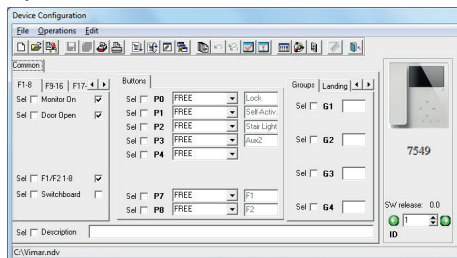 Device Configuration
File Operations Edit
Common
F1-8 F9-16 F17-
Sel Monitor On
Sel Door Open
Sel F1/F2 1-8
Sel Switchboard
Buttons
Sel P0 FREE Lock
Sel P1 FREE Self-Activ.
Sel P2 FREE Stair Light
Sel P3 FREE Aux2
Sel P4 FREE
Sel P7 FREE F1
Sel P8 FREE F2
Groups Landing
Sel G1
Sel G2
Sel G3
Sel G4
Sel Description
7549
SW release: 0.0
1
ID
C:\Vimar.ndv